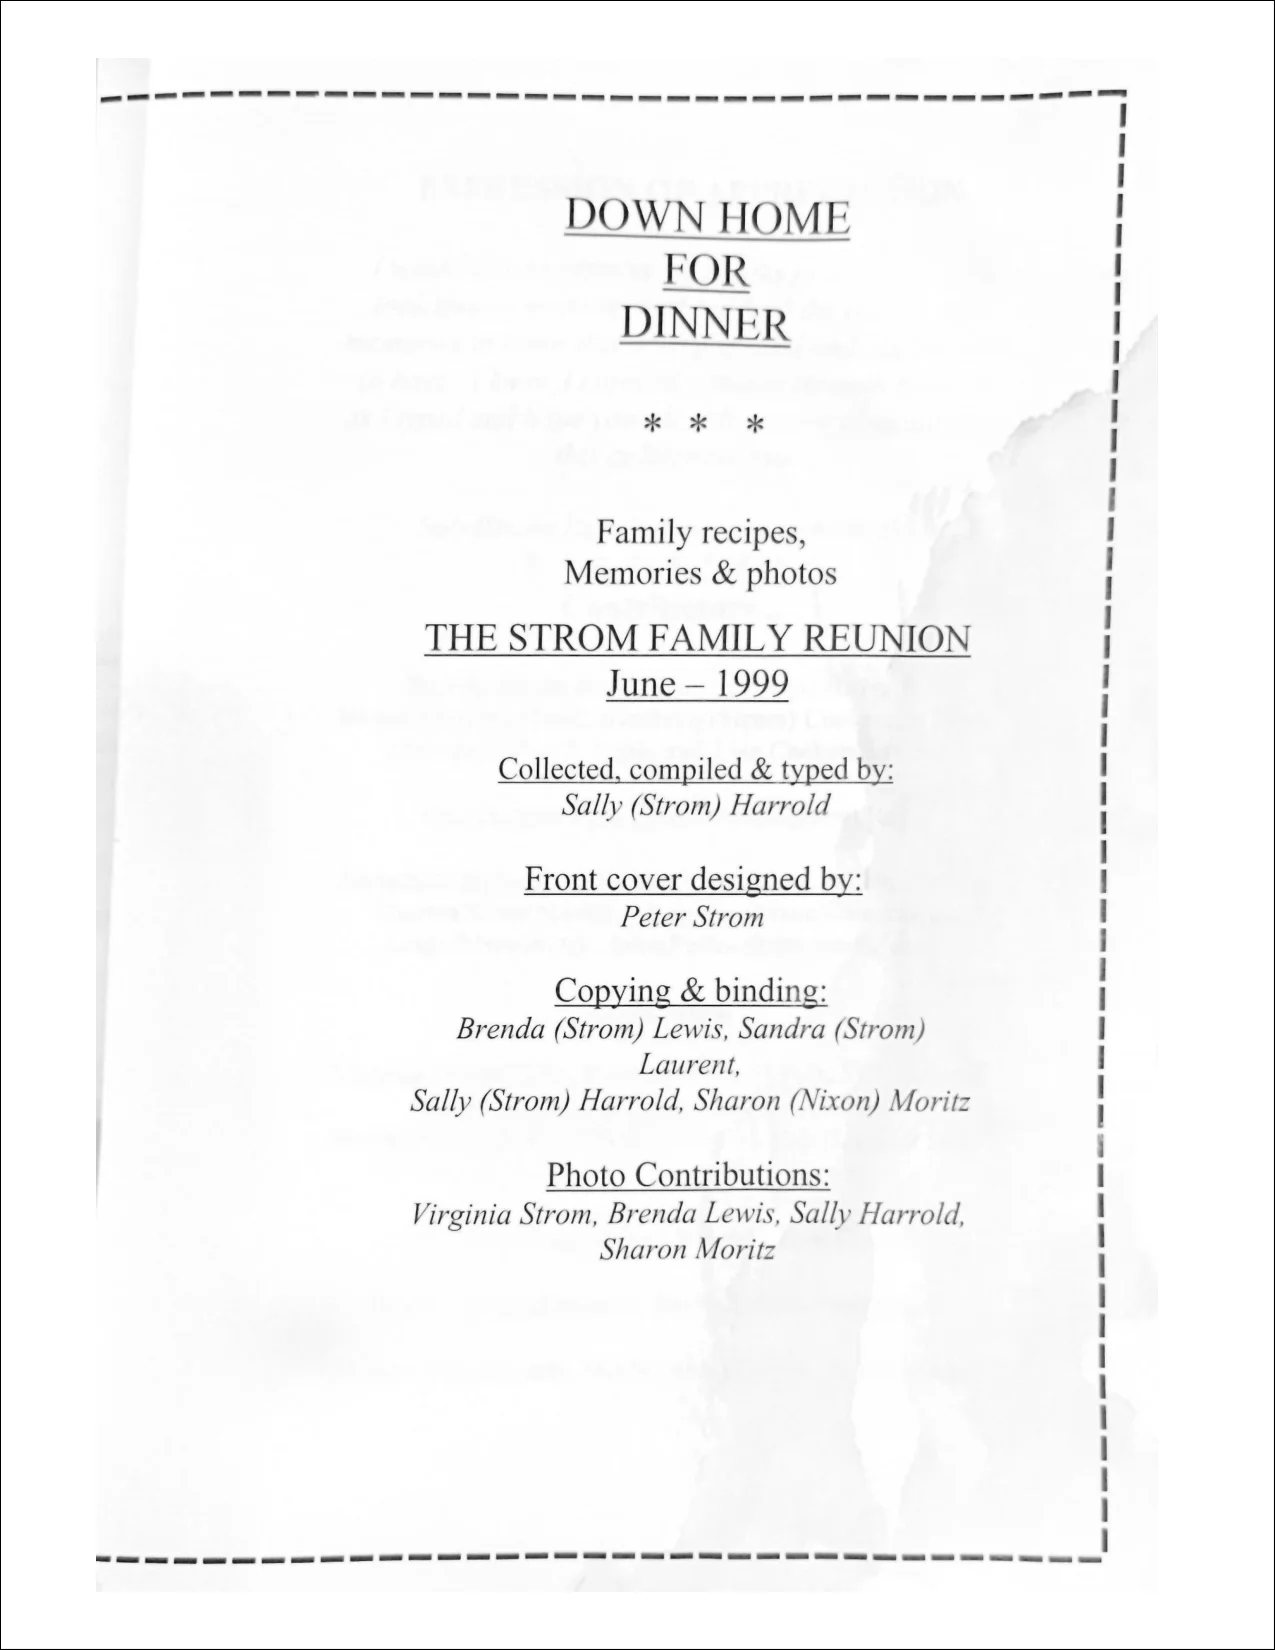 DOWN HOME
FOR
DINNER
* * *
Family recipes,
Memories & photos
THE STROM FAMILY REUNION
June – 1999
Collected, compiled & typed by:
Sally (Strom) Harrold
Front cover designed by:
Peter Strom
Copying & binding:
Brenda (Strom) Lewis, Sandra (Strom)
Laurent,
Sally (Strom) Harrold, Sharon (Nixon) Moritz
Photo Contributions:
Virginia Strom, Brenda Lewis, Sally Harrold,
Sharon Moritz